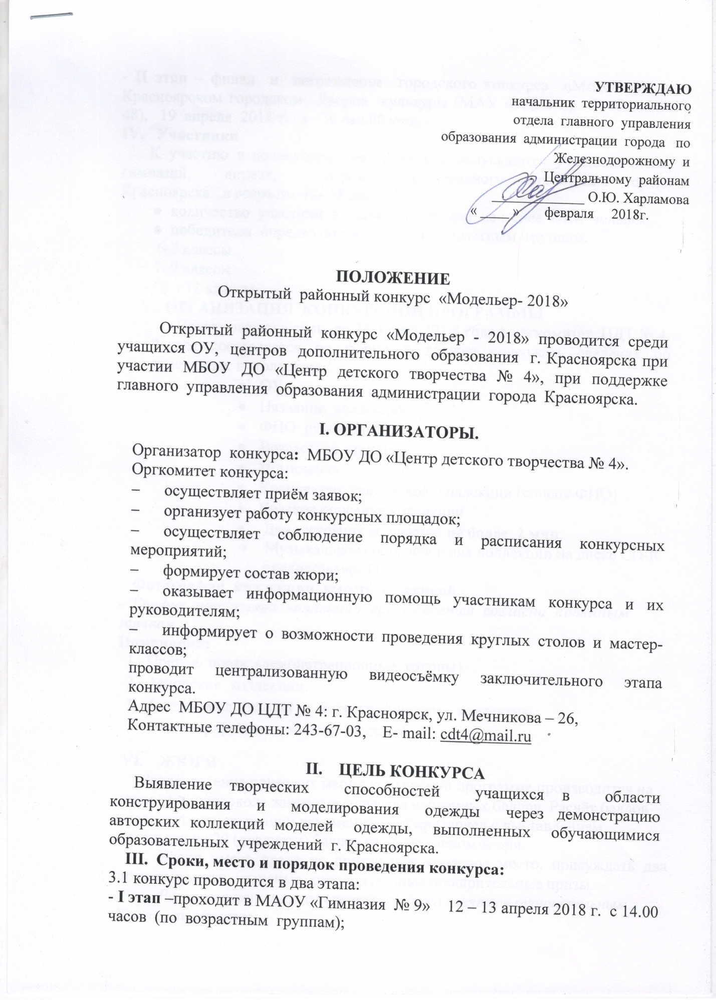 УТВЕРЖДАЮ
начальник территориального
отдела главного управления
образования администрации города по
Железнодорожному и
Центральному районам
_____________ О.Ю. Харламова
« ____ » февраля 2018г.
ПОЛОЖЕНИЕ
Открытый районный конкурс «Модельер- 2018»
Открытый районный конкурс «Модельер - 2018» проводится среди
учащихся ОУ, центров дополнительного образования г. Красноярска при
участии МБОУ ДО «Центр детского творчества № 4», при поддержке
главного управления образования администрации города Красноярска.
I. ОРГАНИЗАТОРЫ.
Организатор конкурса: МБОУ ДО «Центр детского творчества № 4».
Оргкомитет конкурса:
– осуществляет приём заявок;
– организует работу конкурсных площадок;
– осуществляет соблюдение порядка и расписания конкурсных
мероприятий;
– формирует состав жюри;
– оказывает информационную помощь участникам конкурса и их
руководителям;
– информирует о возможности проведения круглых столов и мастер-
классов;
проводит централизованную видеосъёмку заключительного этапа
конкурса.
Адрес МБОУ ДО ЦДТ № 4: г. Красноярск, ул. Мечникова – 26,
Контактные телефоны: 243-67-03, E- mail: cdt4@mail.ru
II. ЦЕЛЬ КОНКУРСА
Выявление творческих способностей учащихся в области
конструирования и моделирования одежды через демонстрацию
авторских коллекций моделей одежды, выполненных обучающимися
образовательных учреждений г. Красноярска.
III. Сроки, место и порядок проведения конкурса:
3.1 конкурс проводится в два этапа:
- I этап –проходит в МАОУ «Гимназия № 9» 12 – 13 апреля 2018 г. с 14.00
часов (по возрастным группам);